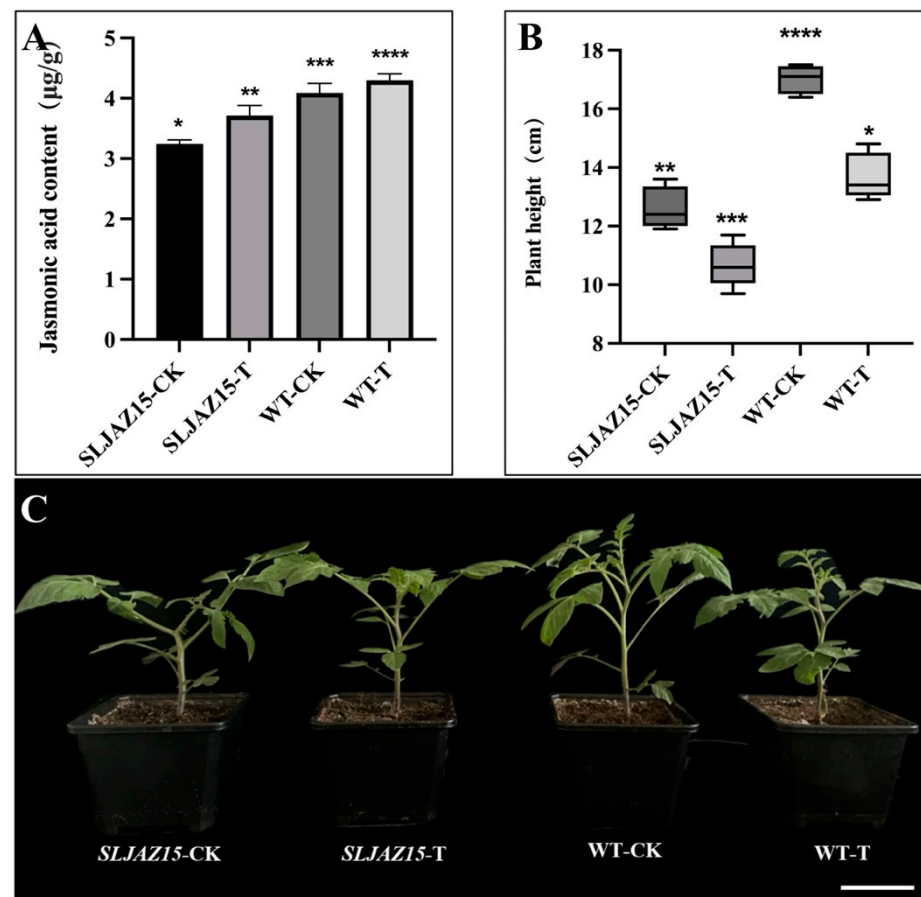 A
Jasmonic acid content（μg/g)
5
4
3
2
1
0
*
**
***
****
SLJAZ15-CK
SLJAZ15-T
WT-CK
WT-T
B
Plant height（cm）
18
16
14
12
10
8
**
***
****
*
SLJAZ15-CK
SLJAZ15-T
WT-CK
WT-T
C
SLJAZ15-CK
SLJAZ15-T
WT-CK
WT-T